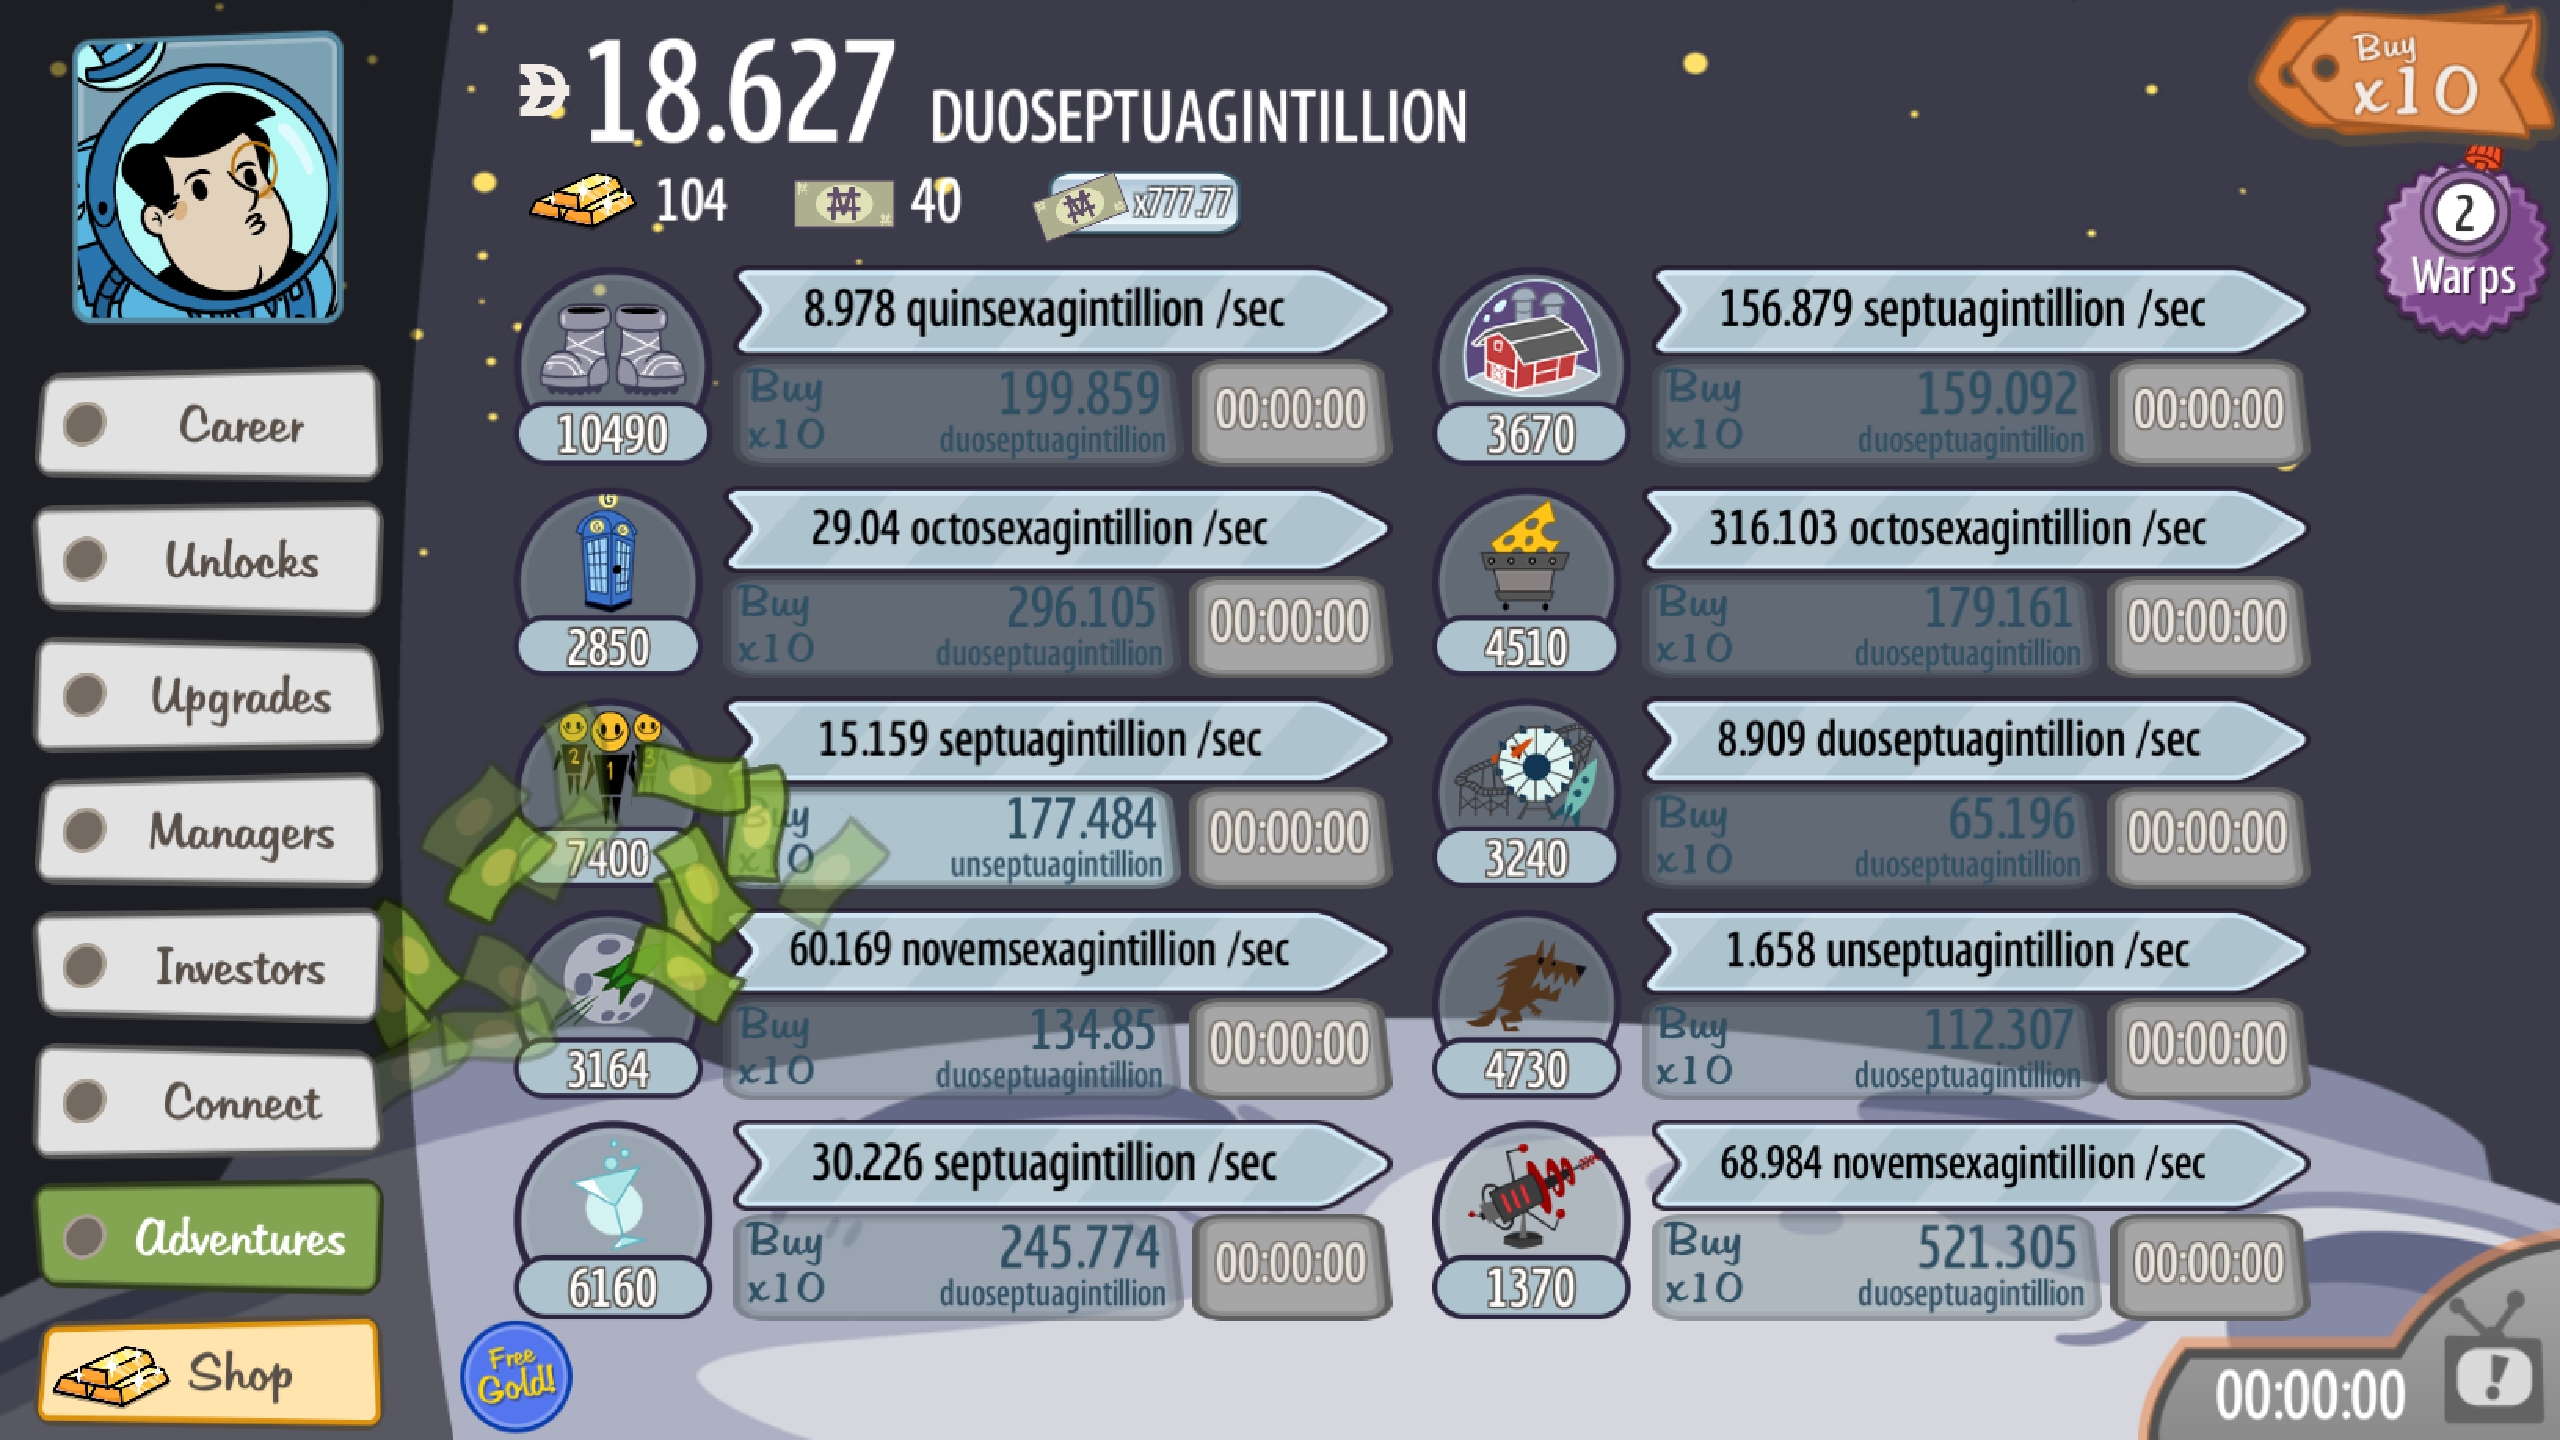 18.627 DUOSEPTUAGINTILLION
Buy
x10
104
40
x777.77
2
Warps
8.978 quinsexagintillion /sec
Buy
x10
199.859
duoseptuagintillion
00:00:00
10490
156.879 septuagintillion /sec
Buy
x10
159.092
duoseptuagintillion
00:00:00
3670
29.04 octosexagintillion /sec
Buy
x10
296.105
duoseptuagintillion
00:00:00
2850
316.103 octosexagintillion /sec
Buy
x10
179.161
duoseptuagintillion
00:00:00
4510
15.159 septuagintillion /sec
2 1 3
Buy
x10
177.484
unseptuagintillion
00:00:00
7400
8.909 duoseptuagintillion /sec
Buy
x10
65.196
duoseptuagintillion
00:00:00
3240
60.169 novemsexagintillion /sec
Buy
x10
134.85
duoseptuagintillion
00:00:00
3164
1.658 unseptuagintillion /sec
Buy
x10
112.307
duoseptuagintillion
00:00:00
4730
30.226 septuagintillion /sec
Buy
x10
245.774
duoseptuagintillion
00:00:00
6160
68.984 novemsexagintillion /sec
Buy
x10
521.305
duoseptuagintillion
00:00:00
1370
Career
Unlocks
Upgrades
Managers
Investors
Connect
Adventures
Shop
Free
Gold!
00:00:00
!